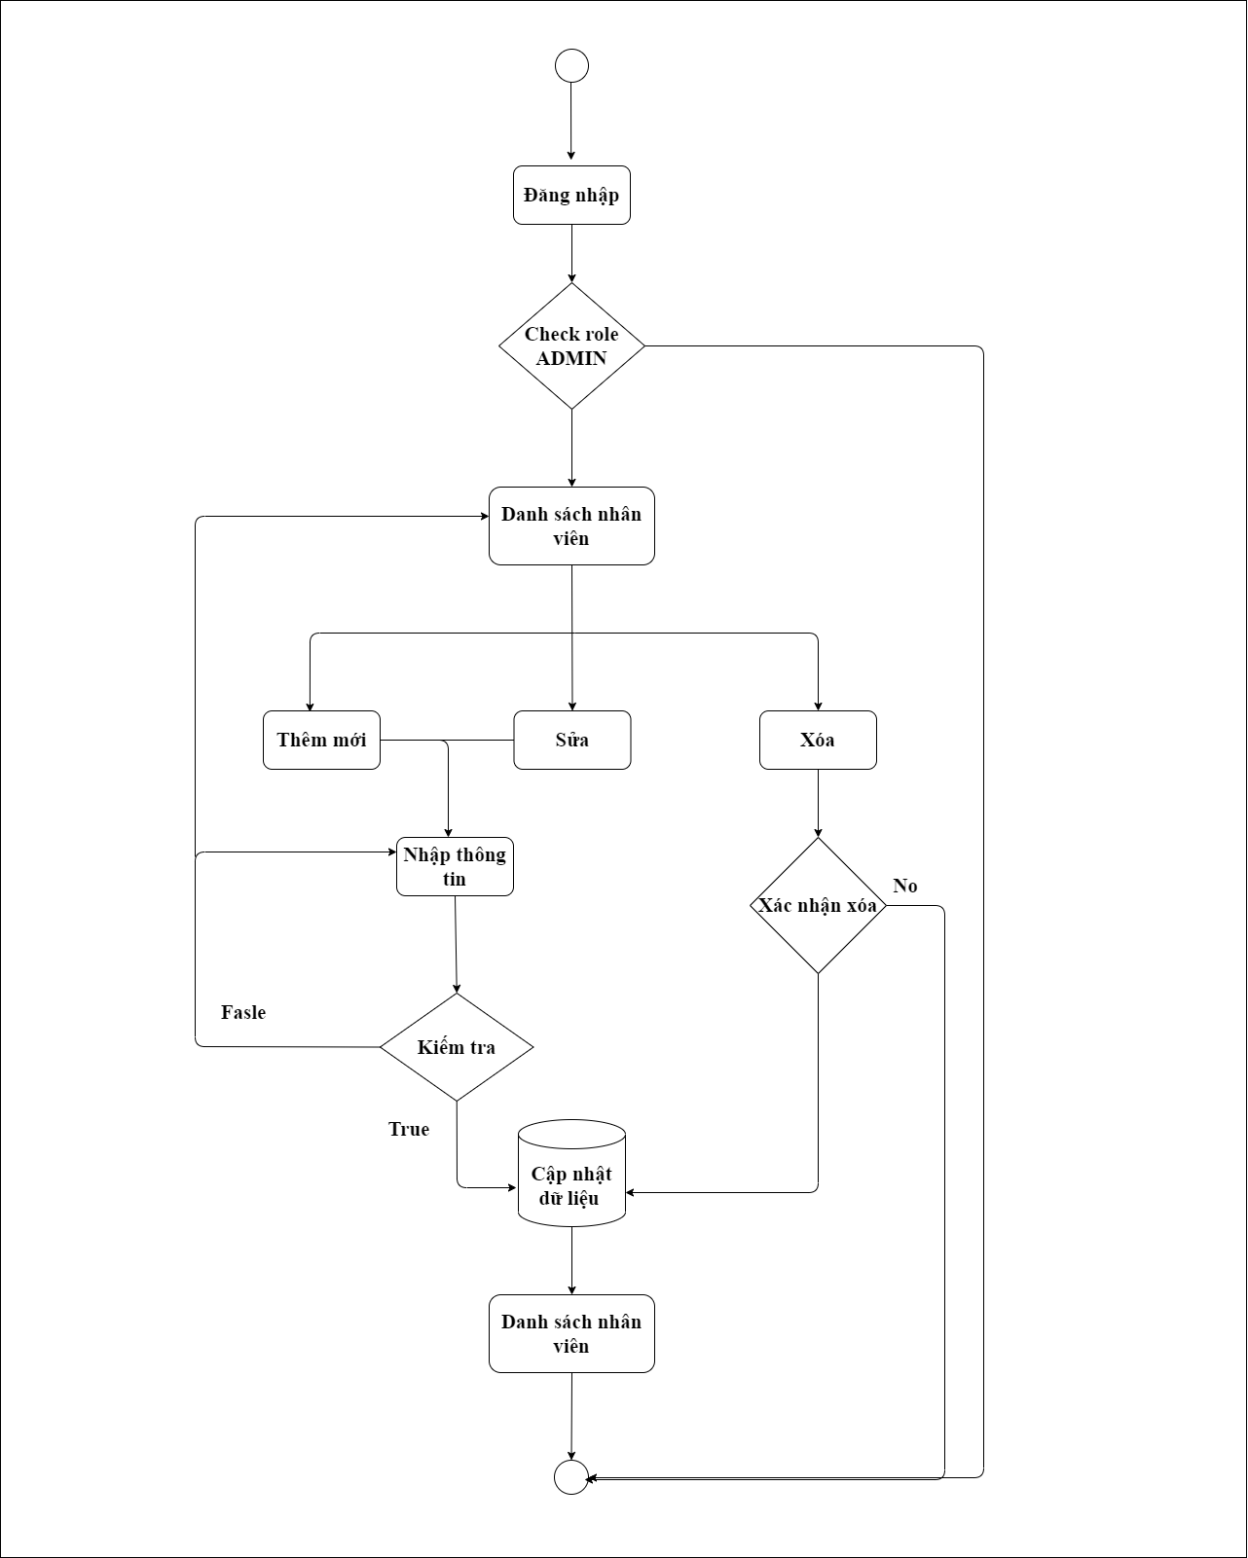 Đăng nhập
Check role
ADMIN
Danh sách nhân
viên
Thêm mới
Sửa
Xóa
Nhập thông
tin
No
Xác nhận xóa
Fasle
Kiếm tra
True
Cập nhật
dữ liệu
Danh sách nhân
viên